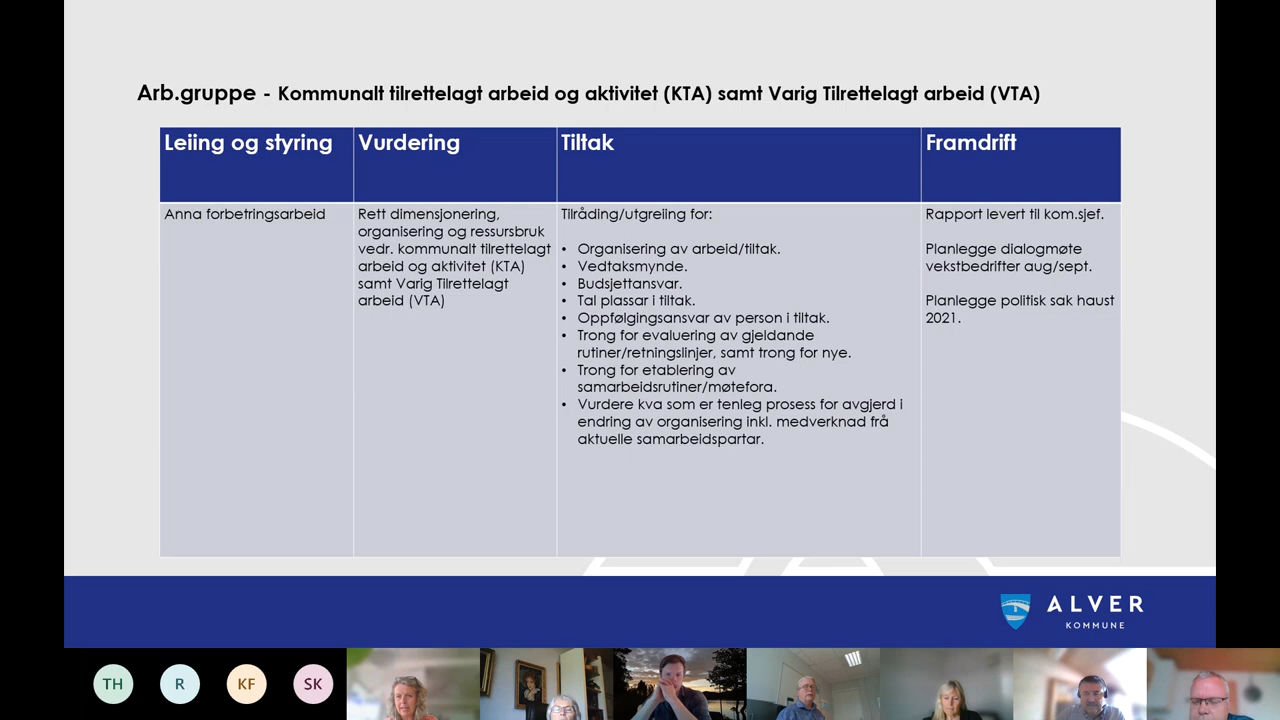 Arb.gruppe - Kommunalt tilrettelagt arbeid og aktivitet (KTA) samt Varig Tilrettelagt arbeid (VTA)
Leiing og styring
Vurdering
Tiltak
Framdrift
Anna forbetringsarbeid
Rett dimensjonering,
organisering og ressursbruk
vedr. kommunalt tilrettelagt
arbeid og aktivitet (KTA)
samt Varig Tilrettelagt
arbeid (VTA)
Tilråding/utgreiing for:
• Organisering av arbeid/tiltak.
• Vedtaksmynde.
• Budsjettansvar.
• Tal plassar i tiltak.
• Oppfølgingsansvar av person i tiltak.
• Trong for evaluering av gjeldande
rutiner/retningslinjer, samt trong for nye.
• Trong for etablering av
samarbeidsrutiner/møtefora.
• Vurdere kva som er tenleg prosess for avgjerd i
endring av organisering inkl. medverknad frå
aktuelle samarbeidspartar.
Rapport levert til kom.sjef.
Planlegge dialogmøte
vekstbedrifter aug/sept.
Planlegge politisk sak haust
2021.
ALVER
KOMMUNE
TH
R
KF
SK